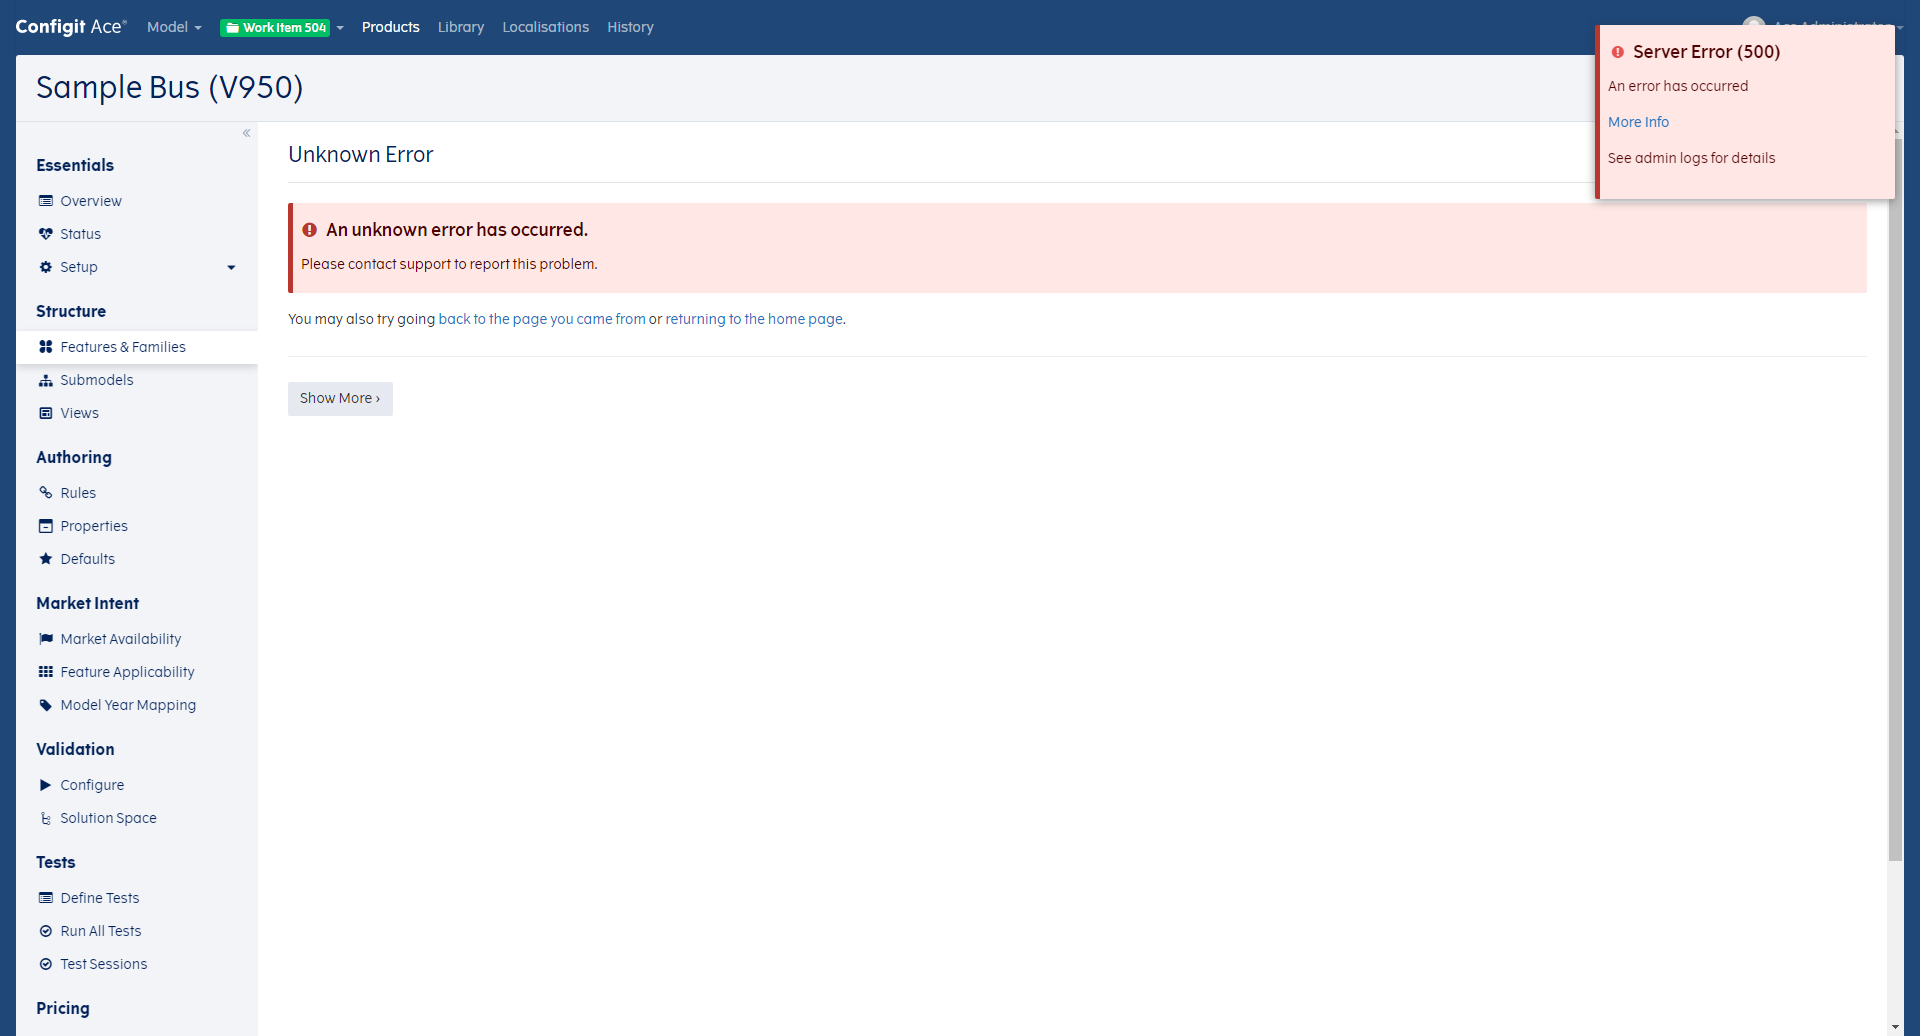 Configit Ace® Model Work Item 504 Products Library Localisations History
Server Error (500)
An error has occurred
More Info
See admin logs for details
Sample Bus (V950)
«
Essentials
Overview
Status
Setup
Structure
Features & Families
Submodels
Views
Authoring
Rules
Properties
Defaults
Market Intent
Market Availability
Feature Applicability
Model Year Mapping
Validation
Configure
Solution Space
Tests
Define Tests
Run All Tests
Test Sessions
Pricing
Unknown Error
An unknown error has occurred.
Please contact support to report this problem.
You may also try going back to the page you came from or returning to the home page.
Show More ›